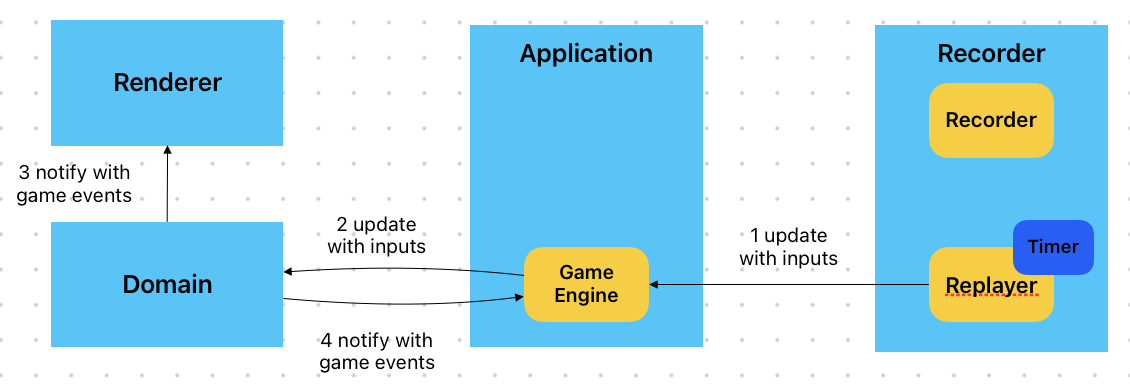 Renderer
3 notify with
game events
Domain
2 update
with inputs
4 notify with
game events
Application
Game
Engine
1 update
with inputs
Recorder
Recorder
Timer
Replayer